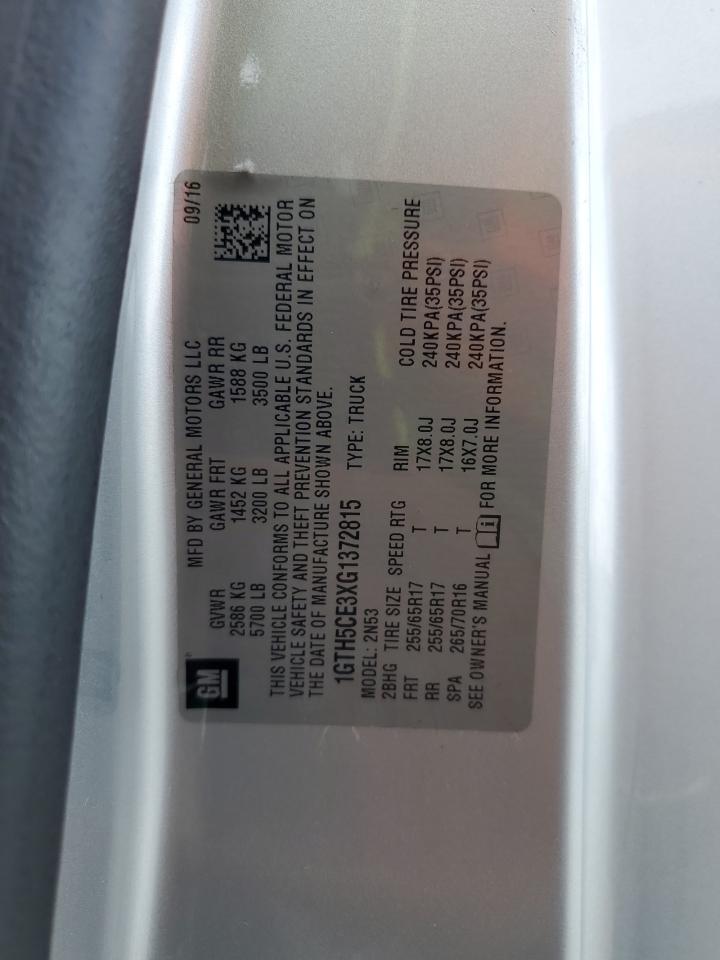 GM
MFD BY GENERAL MOTORS LLC 09/16
GVWR GAWR FRT GAWR RR
2586 KG 1452 KG 1588 KG
5700 LB 3200 LB 3500 LB
THIS VEHICLE CONFORMS TO ALL APPLICABLE U.S. FEDERAL MOTOR
VEHICLE SAFETY AND THEFT PREVENTION STANDARDS IN EFFECT ON
THE DATE OF MANUFACTURE SHOWN ABOVE.
1GTH5CE3XG1372815 TYPE: TRUCK
MODEL: 2N53
2BHG TIRE SIZE SPEED RTG RIM COLD TIRE PRESSURE
FRT 255/65R17 T 17X8.0J 240KPA(35PSI)
RR 255/65R17 T 17X8.0J 240KPA(35PSI)
SPA 265/70R16 T 16X7.0J 240KPA(35PSI)
SEE OWNER'S MANUAL i FOR MORE INFORMATION.